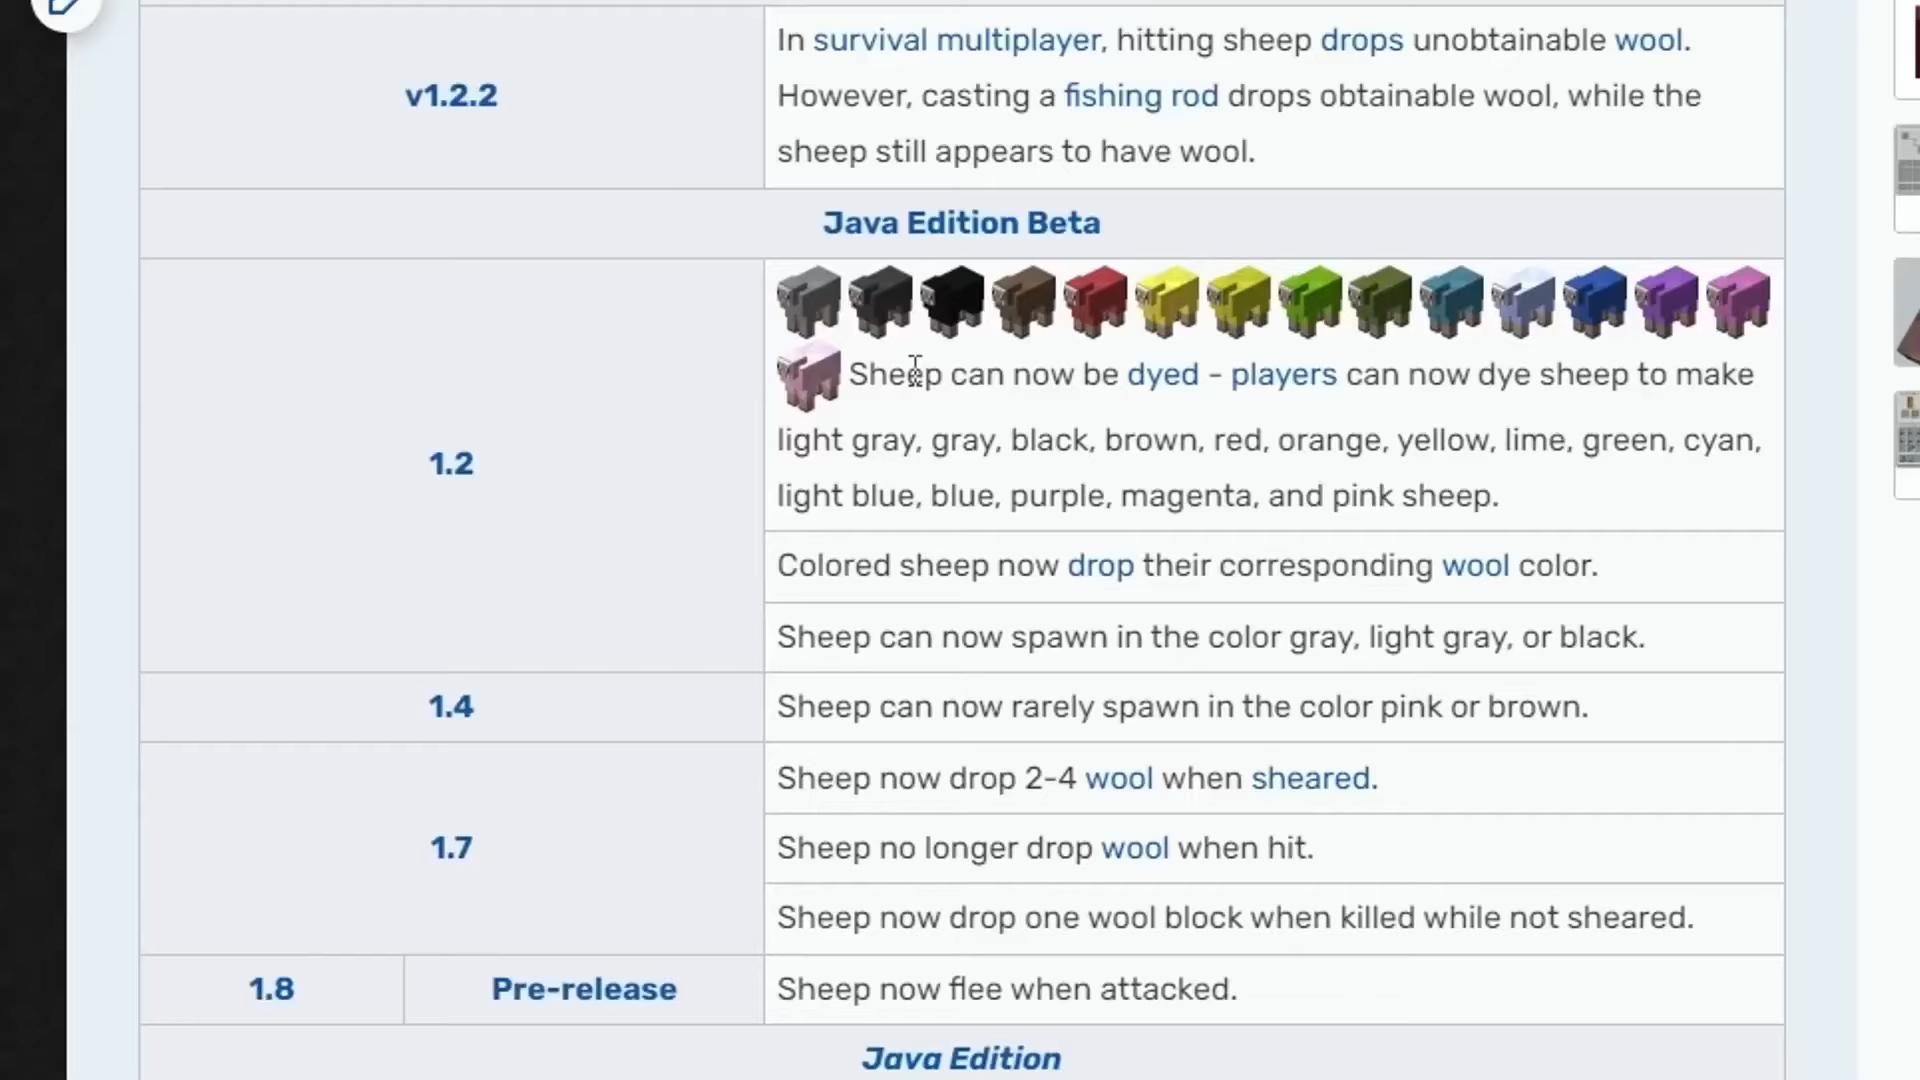 In survival multiplayer, hitting sheep drops unobtainable wool.
v1.2.2
However, casting a fishing rod drops obtainable wool, while the
sheep still appears to have wool.
Java Edition Beta
1.2
Sheep can now be dyed - players can now dye sheep to make
light gray, gray, black, brown, red, orange, yellow, lime, green, cyan,
light blue, blue, purple, magenta, and pink sheep.
Colored sheep now drop their corresponding wool color.
Sheep can now spawn in the color gray, light gray, or black.
1.4
Sheep can now rarely spawn in the color pink or brown.
1.7
Sheep now drop 2-4 wool when sheared.
Sheep no longer drop wool when hit.
Sheep now drop one wool block when killed while not sheared.
1.8 Pre-release
Sheep now flee when attacked.
Java Edition